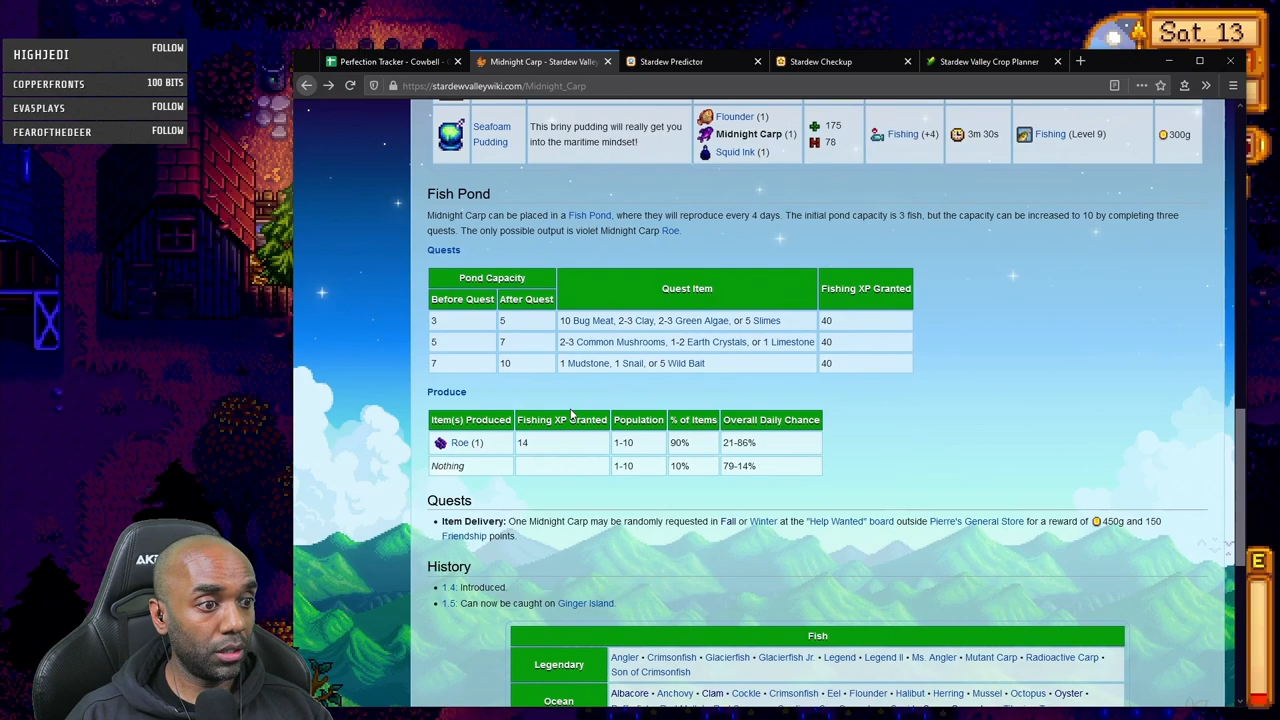 HIGHJEDI FOLLOW
COPPERFRONTS 100 BITS
EVASPLAYS FOLLOW
FEAROFTHEDEER FOLLOW
Sat. 13
Perfection Tracker - Cowbell -
Midnight Carp - Stardew Valley
Stardew Predictor
Stardew Checkup
Stardew Valley Crop Planner
https://stardewvalleywiki.com/Midnight_Carp
Seafoam Pudding
This briny pudding will really get you into the maritime mindset!
Flounder (1)
Midnight Carp (1)
Squid Ink (1)
175
78
Fishing (+4)
3m 30s
Fishing (Level 9)
300g
Fish Pond
Midnight Carp can be placed in a Fish Pond, where they will reproduce every 4 days. The initial pond capacity is 3 fish, but the capacity can be increased to 10 by completing three
quests. The only possible output is violet Midnight Carp Roe.
Quests
Pond Capacity Quest Item Fishing XP Granted
Before Quest After Quest
3 5 10 Bug Meat, 2-3 Clay, 2-3 Green Algae, or 5 Slimes 40
5 7 2-3 Common Mushrooms, 1-2 Earth Crystals, or 1 Limestone 40
7 10 1 Mudstone, 1 Snail, or 5 Wild Bait 40
Produce
Item(s) Produced Fishing XP Granted Population % of Items Overall Daily Chance
Roe (1) 14 1-10 90% 21-86%
Nothing 1-10 10% 79-14%
Quests
• Item Delivery: One Midnight Carp may be randomly requested in Fall or Winter at the "Help Wanted" board outside Pierre's General Store for a reward of 450g and 150
Friendship points.
History
• 1.4: Introduced.
• 1.5: Can now be caught on Ginger Island.
Fish
Legendary
Angler • Crimsonfish • Glacierfish • Glacierfish Jr. • Legend • Legend II • Ms. Angler • Mutant Carp • Radioactive Carp •
Son of Crimsonfish
Ocean
Albacore • Anchovy • Clam • Cockle • Crimsonfish • Eel • Flounder • Halibut • Herring • Mussel • Octopus • Oyster •
E
AK